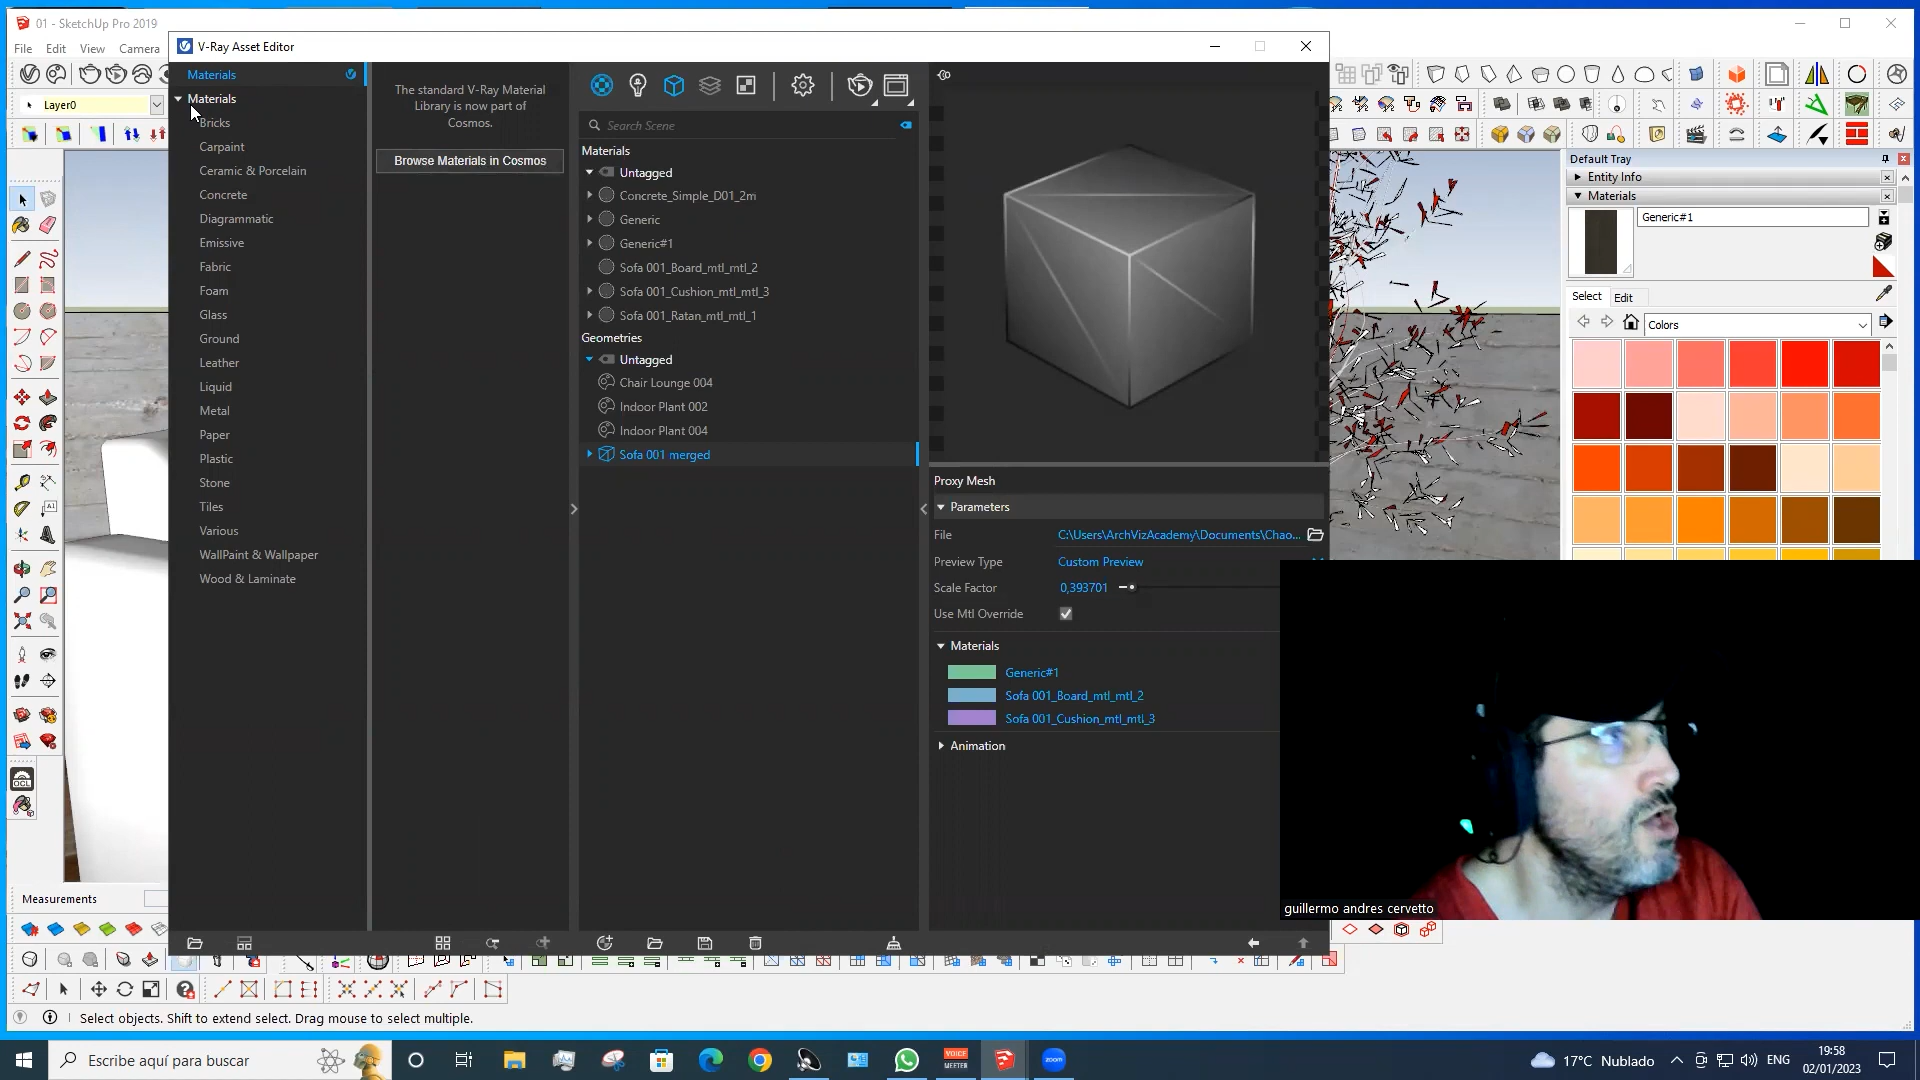 01 - SketchUp Pro 2019
File Edit View Camera
Layer0
V-Ray Asset Editor
Materials
Materials
Bricks
Carpaint
Ceramic & Porcelain
Concrete
Diagrammatic
Emissive
Fabric
Foam
Glass
Ground
Leather
Liquid
Metal
Paper
Plastic
Stone
Tiles
Various
WallPaint & Wallpaper
Wood & Laminate
The standard V-Ray Material
Library is now part of
Cosmos.
Browse Materials in Cosmos
Search Scene
Materials
Untagged
Concrete_Simple_D01_2m
Generic
Generic#1
Sofa 001_Board_mtl_mtl_2
Sofa 001_Cushion_mtl_mtl_3
Sofa 001_Ratan_mtl_mtl_1
Geometries
Untagged
Chair Lounge 004
Indoor Plant 002
Indoor Plant 004
Sofa 001 merged
Proxy Mesh
Parameters
File C:\Users\ArchVizAcademy\Documents\Chao...
Preview Type Custom Preview
Scale Factor 0,393701
Use Mtl Override
Materials
Generic#1
Sofa 001_Board_mtl_mtl_2
Sofa 001_Cushion_mtl_mtl_3
Animation
Default Tray
Entity Info
Materials
Generic#1
Select Edit
Colors
guillermo andres cervetto
Measurements
Select objects. Shift to extend select. Drag mouse to select multiple.
Escribe aquí para buscar
VOICE
MEETER
zoom
17°C Nublado
ENG
19:58
02/01/2023